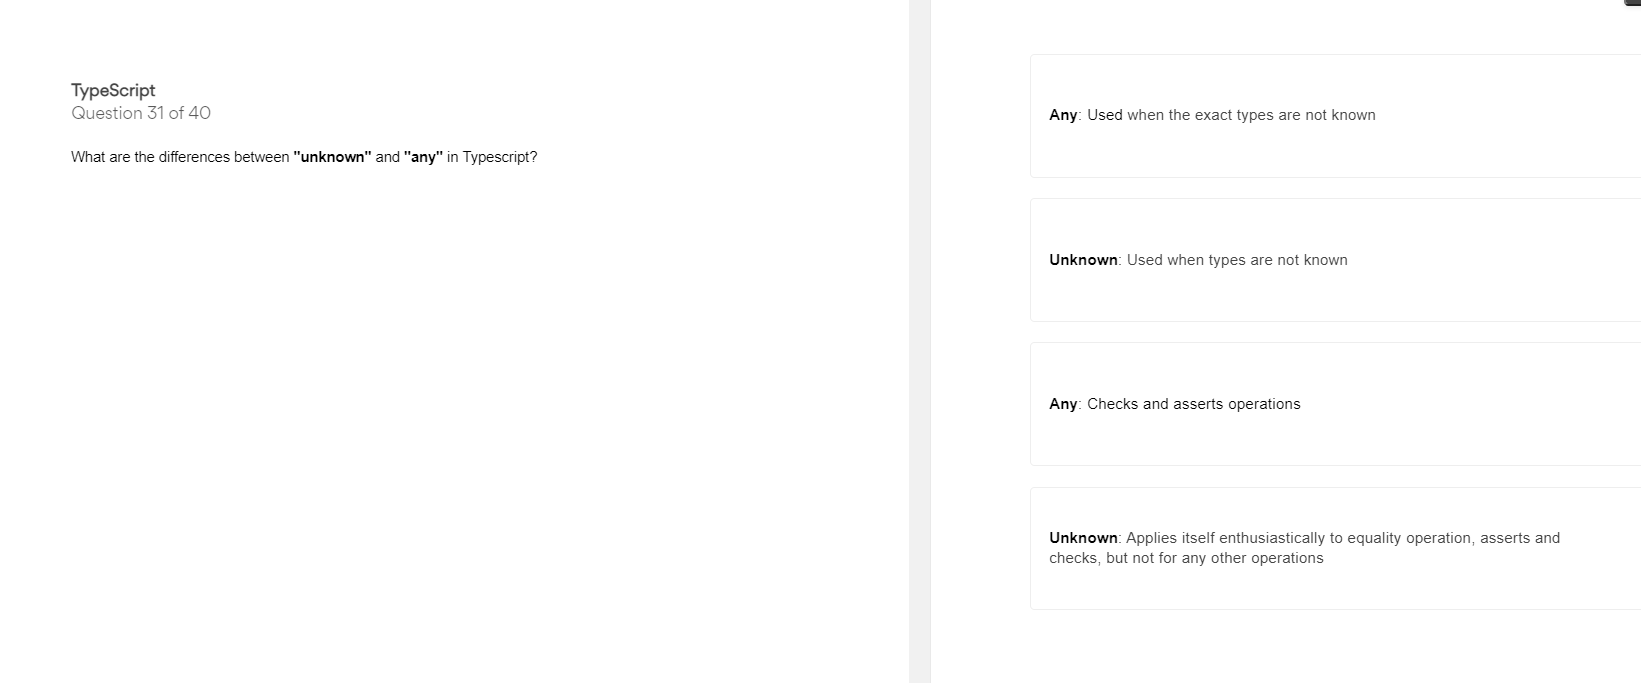 TypeScript
Question 31 of 40
What are the differences between "unknown" and "any" in Typescript?
Any: Used when the exact types are not known
Unknown: Used when types are not known
Any: Checks and asserts operations
Unknown: Applies itself enthusiastically to equality operation, asserts and
checks, but not for any other operations